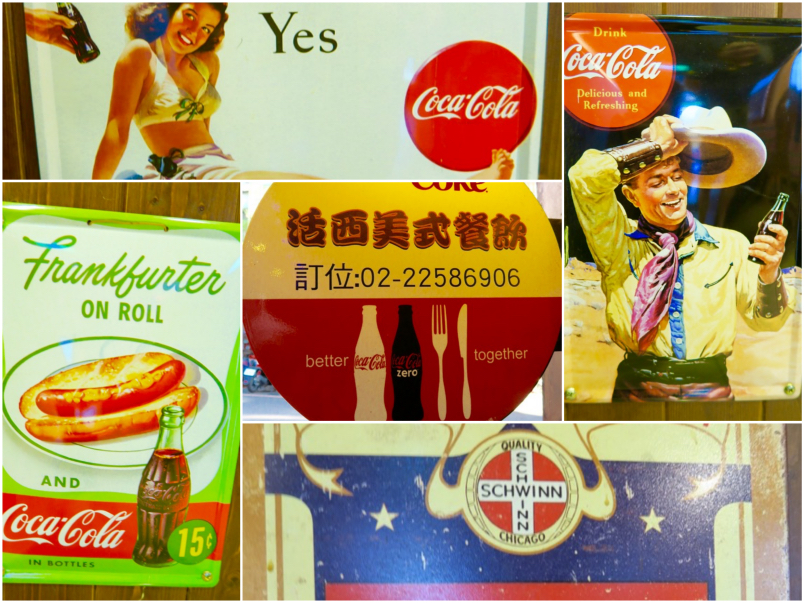 Yes
Coca-Cola
Drink
Coca-Cola
Delicious and
Refreshing
Frankfurter
ON ROLL
AND
Coca-Cola
15¢
IN BOTTLES
Coke
活西美式餐飲
訂位:02-22586906
better
Coca-Cola
Coca-Cola
zero
together
QUALITY
SCHWINN
SCHWINN
CHICAGO